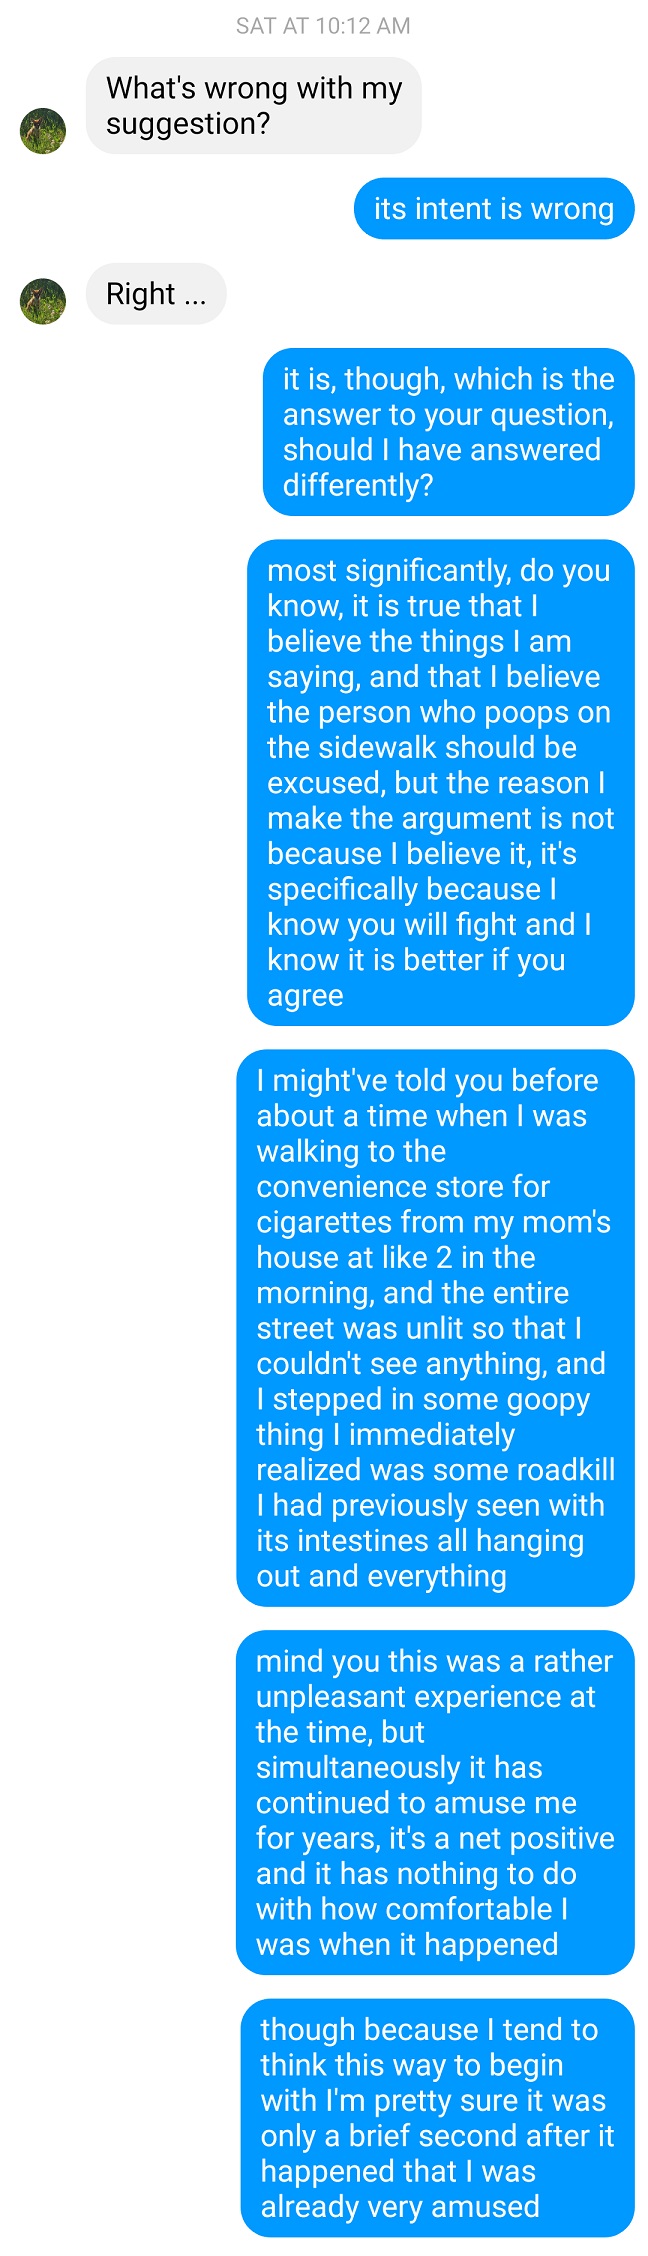 SAT AT 10:12 AM
What's wrong with my
suggestion?
its intent is wrong
Right ...
it is, though, which is the
answer to your question,
should I have answered
differently?
most significantly, do you
know, it is true that I
believe the things I am
saying, and that I believe
the person who poops on
the sidewalk should be
excused, but the reason I
make the argument is not
because I believe it, it's
specifically because I
know you will fight and I
know it is better if you
agree
I might've told you before
about a time when I was
walking to the
convenience store for
cigarettes from my mom's
house at like 2 in the
morning, and the entire
street was unlit so that I
couldn't see anything, and
I stepped in some goopy
thing I immediately
realized was some roadkill
I had previously seen with
its intestines all hanging
out and everything
mind you this was a rather
unpleasant experience at
the time, but
simultaneously it has
continued to amuse me
for years, it's a net positive
and it has nothing to do
with how comfortable I
was when it happened
though because I tend to
think this way to begin
with I'm pretty sure it was
only a brief second after it
happened that I was
already very amused